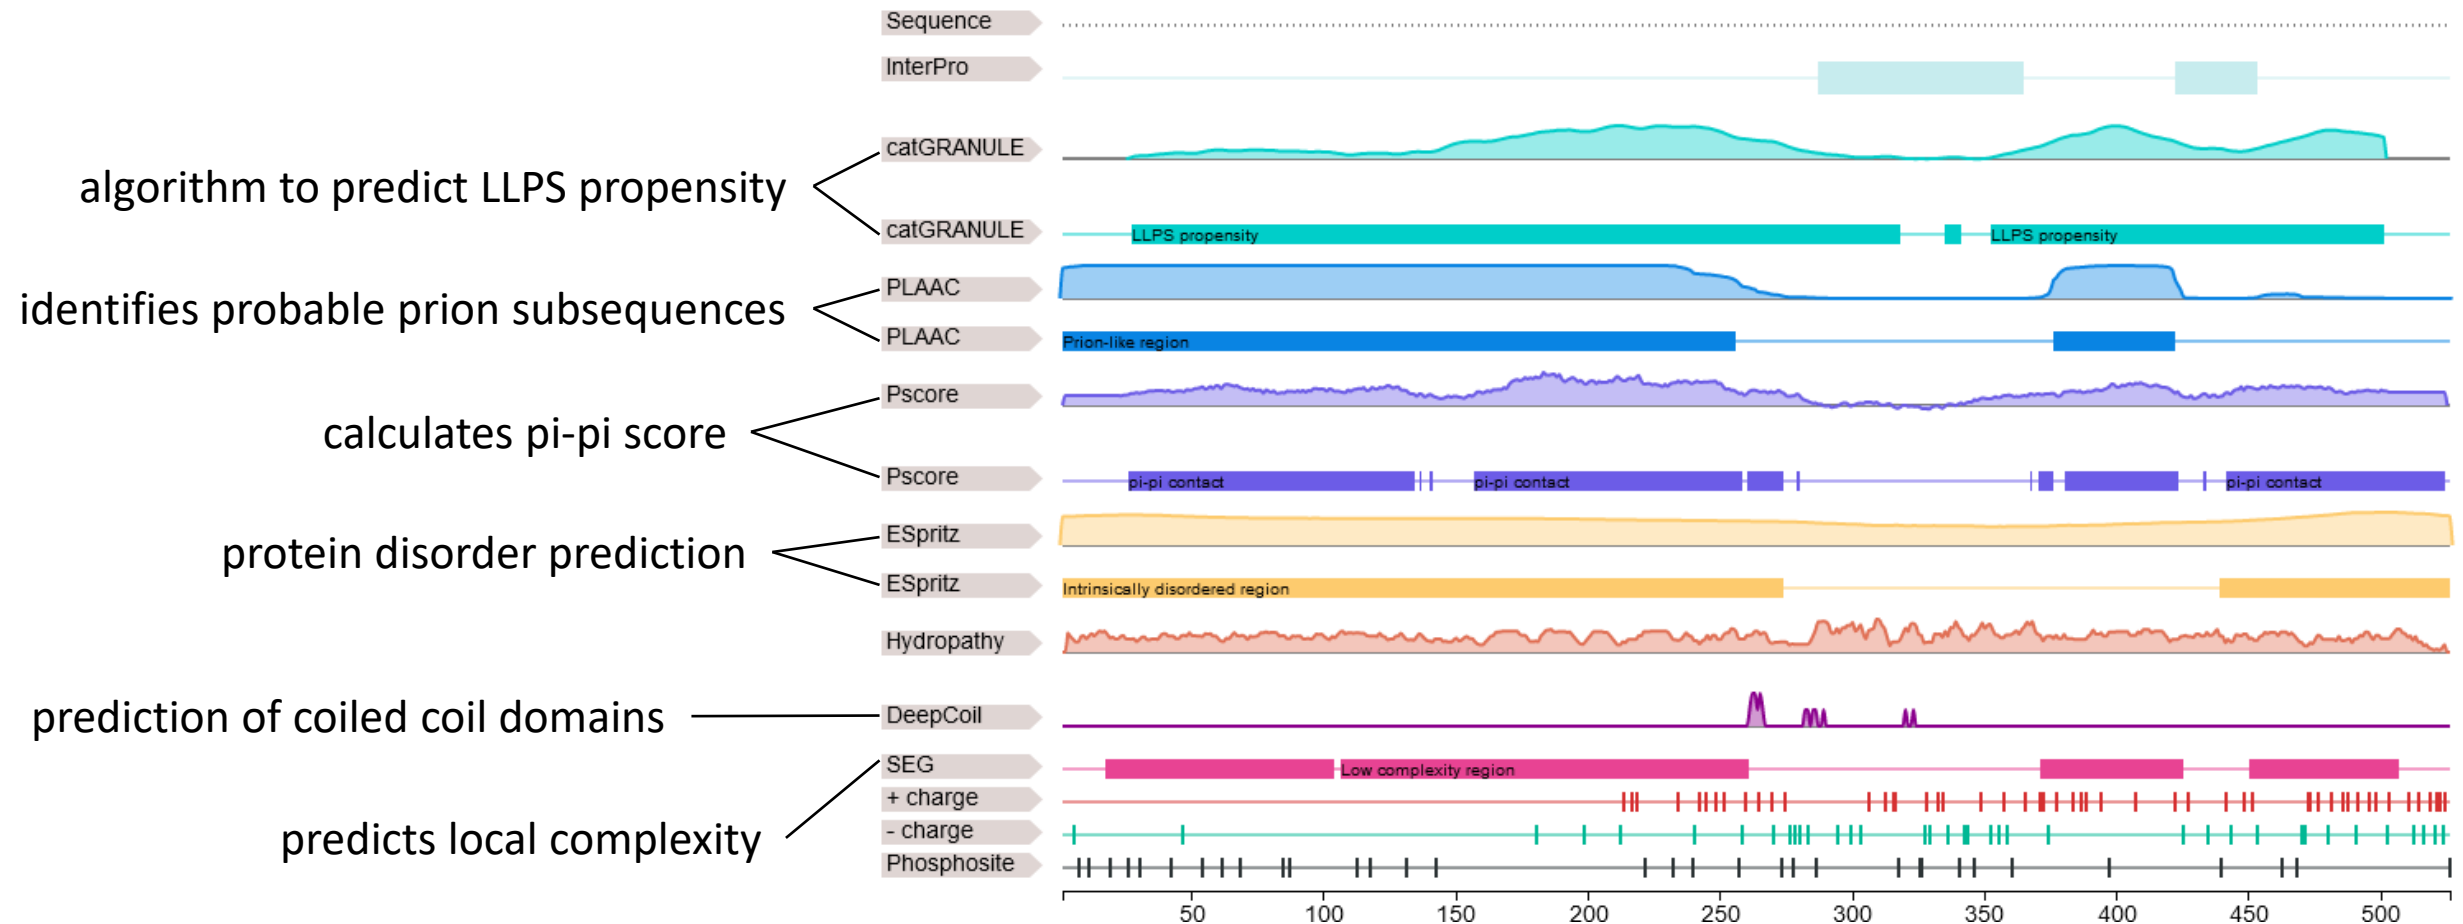 Sequence
InterPro
catGRANULE
algorithm to predict LLPS propensity
catGRANULE
LLPS propensity
LLPS propensity
identifies probable prion subsequences
PLAAC
PLAAC
Prion-like region
Pscore
calculates pi-pi score
Pscore
pi-pi contact
pi-pi contact
pi-pi contact
ESpritz
protein disorder prediction
ESpritz
Intrinsically disordered region
Hydropathy
prediction of coiled coil domains
DeepCoil
SEG
Low complexity region
+ charge
predicts local complexity
- charge
Phosphosite
50 100 150 200 250 300 350 400 450 500